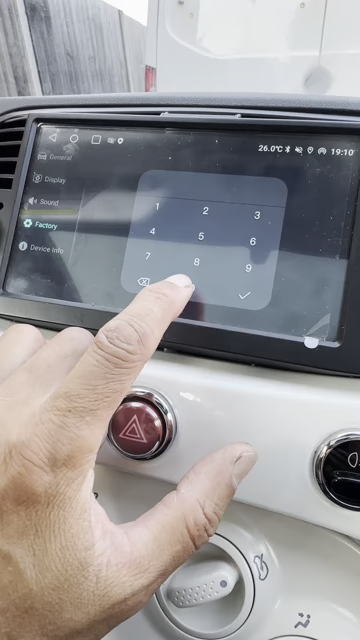 26.0°C 19:10
General
Display
Sound
Factory
Device Info
1 2 3
4 5 6
7 8 9